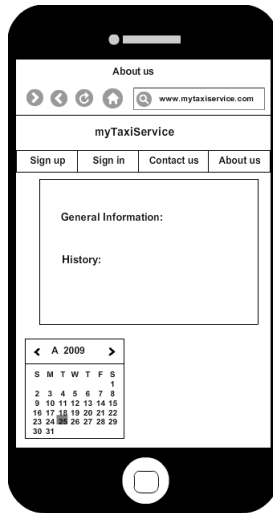 About us
www.mytaxiservice.com
myTaxiService
Sign up Sign in Contact us About us
General Information:
History:
A 2009
S M T W T F S
1
2 3 4 5 6 7 8
9 10 11 12 13 14 15
16 17 18 19 20 21 22
23 24 25 26 27 28 29
30 31